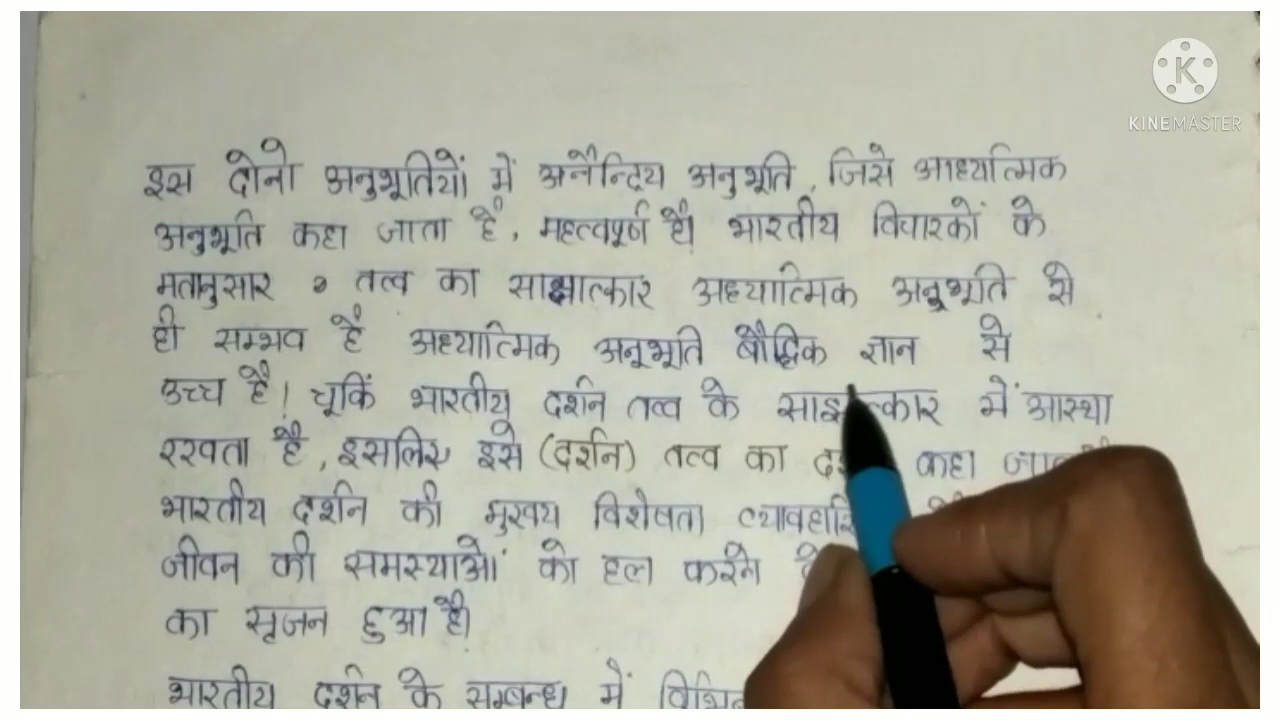 KINEMASTER
इस दोनो अनुभूतियों में अनैन्द्रिय अनुभूति, जिसे आध्यात्मिक
अनुभूति कहा जाता है, महत्वपूर्ण है। भारतीय विचारकों के
मतानुसार तत्व का साक्षात्कार अध्यात्मिक अनुभूति से
ही सम्भव है अध्यात्मिक अनूभूति बौद्धिक ज्ञान से
उच्च है। चूकिं भारतीय दर्शन तत्व के में आस्था
रखता है, इसलिए इसे (दर्शन) तत्व का कहा
भारतीय दर्शन की मुख्य विशेषता
जीवन की समस्याओं को हल करने
का सृजन हुआ है।
भारतीय दर्शन के सम्बन्ध में